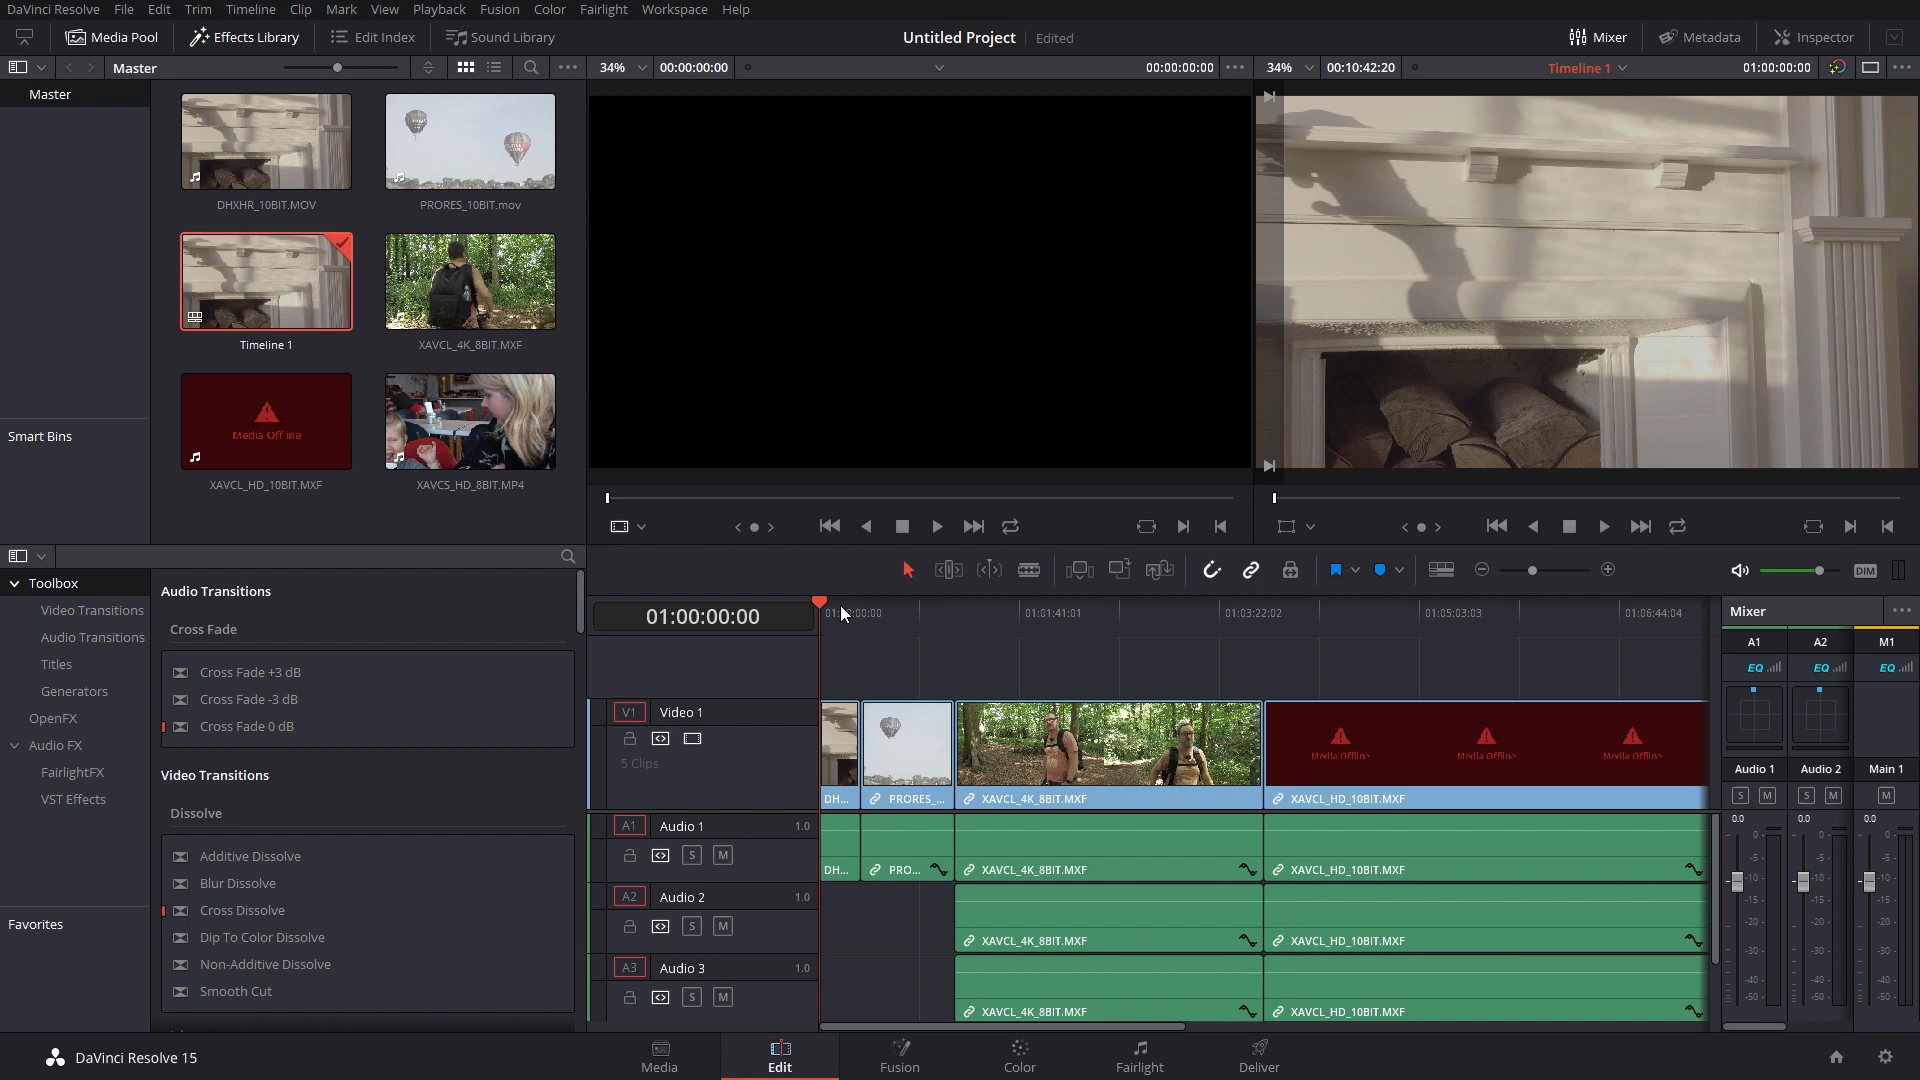 DaVinci Resolve File Edit Trim Timeline Clip Mark View Playback Fusion Color Fairlight Workspace Help
Media Pool Effects Library Edit Index Sound Library Untitled Project Edited Mixer Metadata Inspector
Master 34% 00:00:00:00 00:00:00:00 34% 00:10:42:20 Timeline 1 01:00:00:00
Master
DHXHR_10BIT.MOV PRORES_10BIT.mov
Timeline 1 XAVCL_4K_8BIT.MXF
Media Offline
XAVCL_HD_10BIT.MXF XAVCS_HD_8BIT.MP4
Smart Bins
Toolbox
Video Transitions
Audio Transitions
Titles
Generators
OpenFX
Audio FX
FairlightFX
VST Effects
Favorites
Audio Transitions
Cross Fade
Cross Fade +3 dB
Cross Fade -3 dB
Cross Fade 0 dB
Video Transitions
Dissolve
Additive Dissolve
Blur Dissolve
Cross Dissolve
Dip To Color Dissolve
Non-Additive Dissolve
Smooth Cut
DIM
01:00:00:00 01:01:41:01 01:03:22:02 01:05:03:03 01:06:44:04
V1 Video 1
5 Clips
Media Offline Media Offline Media Offline
DH... PRORES_... XAVCL_4K_8BIT.MXF XAVCL_HD_10BIT.MXF
A1 Audio 1 1.0
S M
DH... PRO... XAVCL_4K_8BIT.MXF XAVCL_HD_10BIT.MXF
A2 Audio 2 1.0
S M
XAVCL_4K_8BIT.MXF XAVCL_HD_10BIT.MXF
A3 Audio 3 1.0
S M
XAVCL_4K_8BIT.MXF XAVCL_HD_10BIT.MXF
Mixer
A1 A2 M1
EQ EQ EQ
Audio 1 Audio 2 Main 1
S M S M M
0.0 0.0 0.0
0 0 0
-5 -5 -5
-10 -10 -10
-15 -15 -15
-20 -20 -20
-30 -30 -30
-40 -40 -40
-50 -50 -50
DaVinci Resolve 15
Media Edit Fusion Color Fairlight Deliver